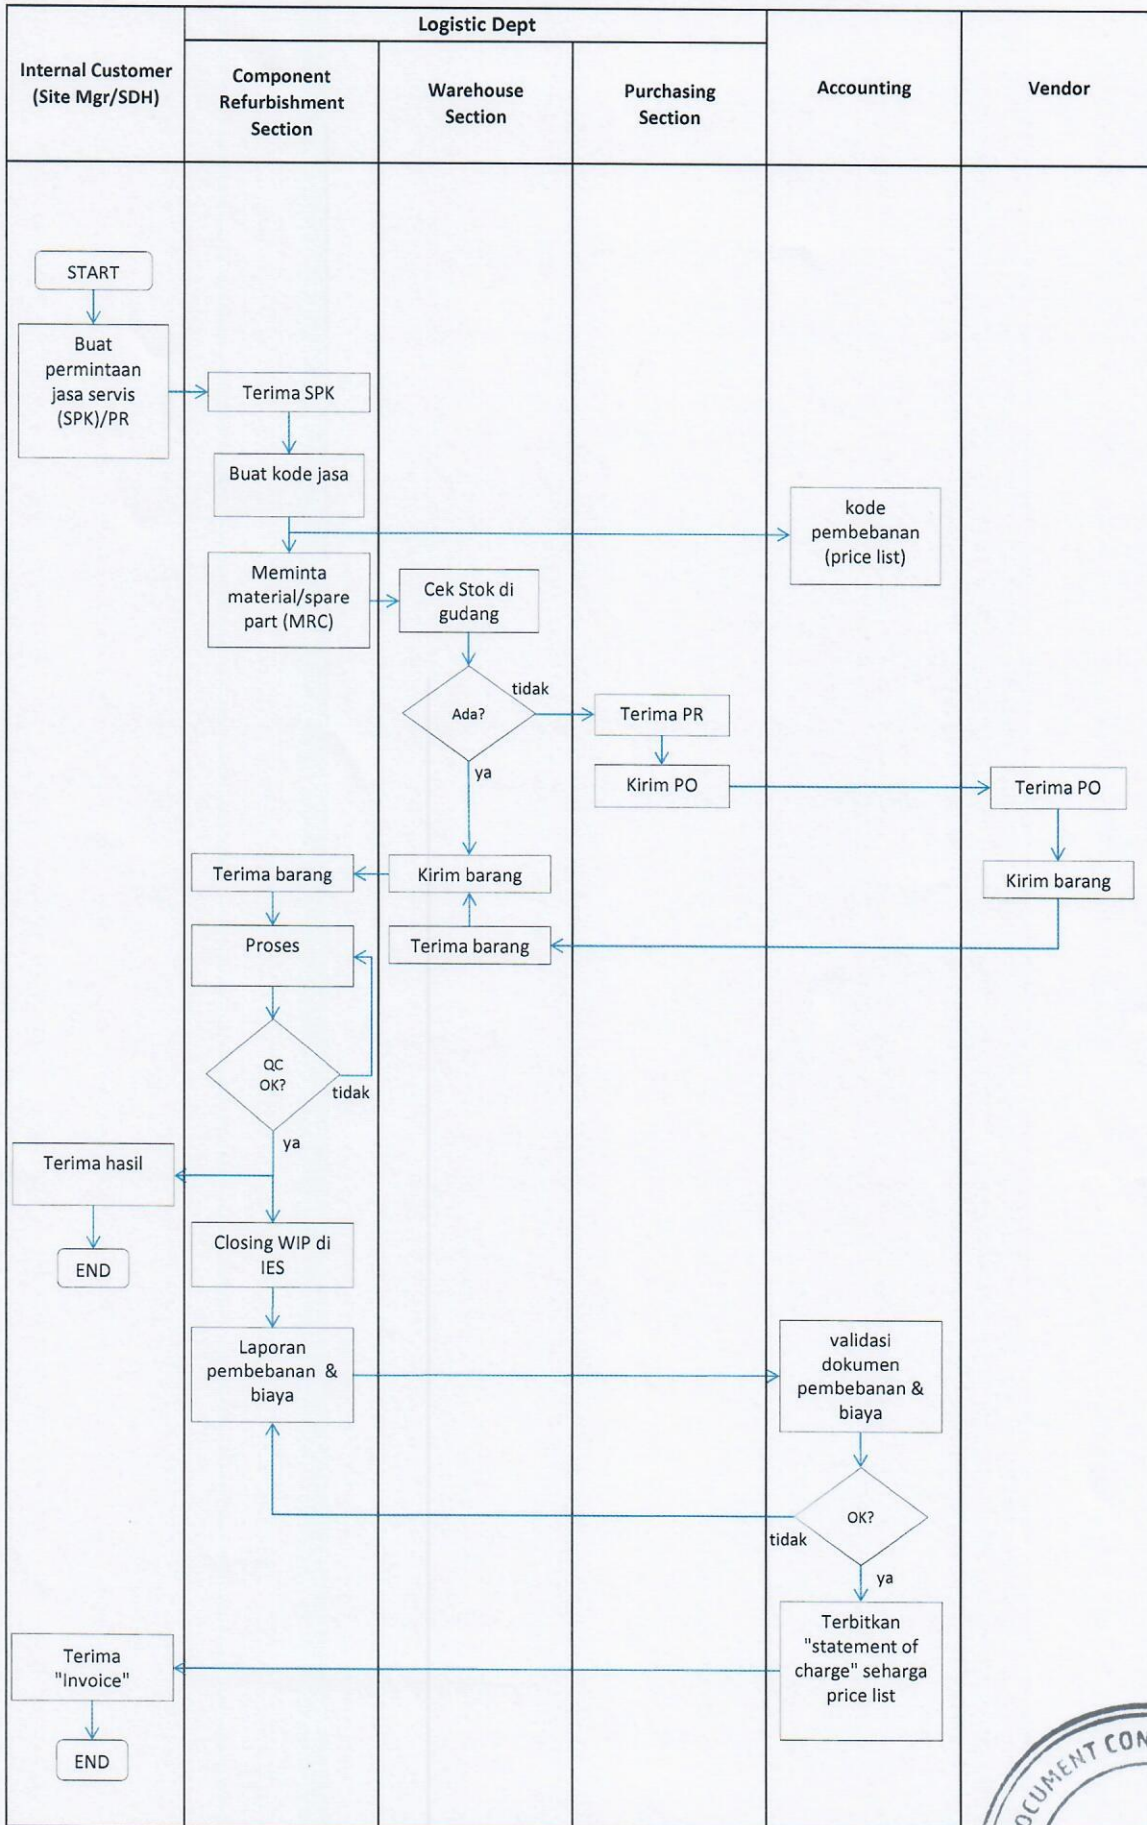 Logistic Dept
Internal Customer
(Site Mgr/SDH)
Component
Refurbishment
Section
Warehouse
Section
Purchasing
Section
Accounting
Vendor
START
Buat
permintaan
jasa servis
(SPK)/PR
Terima SPK
Buat kode jasa
kode
pembebanan
(price list)
Meminta
material/spare
part (MRC)
Cek Stok di
gudang
Ada?
tidak
ya
Terima PR
Kirim PO
Terima PO
Terima barang
Kirim barang
Kirim barang
Proses
Terima barang
QC
OK?
tidak
ya
Terima hasil
END
Closing WIP di
IES
Laporan
pembebanan &
biaya
validasi
dokumen
pembebanan &
biaya
OK?
tidak
ya
Terbitkan
"statement of
charge" seharga
price list
Terima
"Invoice"
END